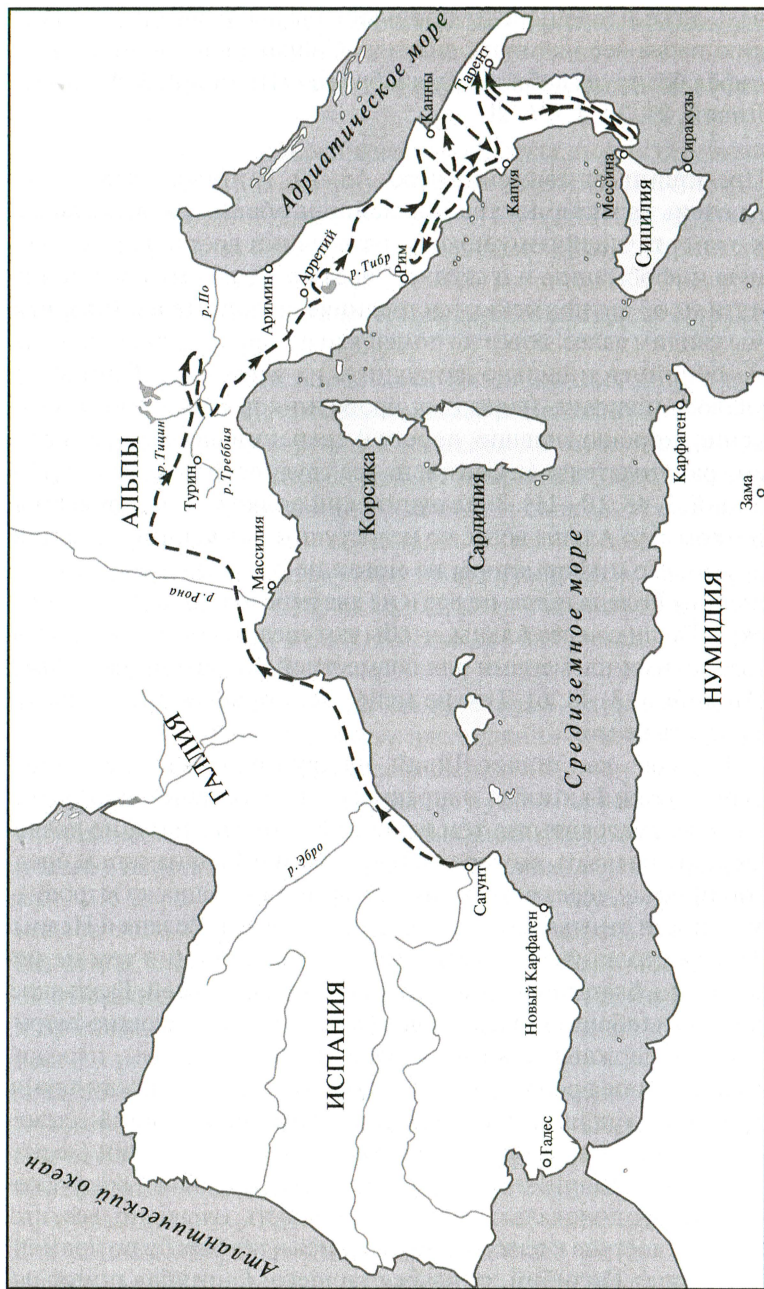 Атлантический океан
ИСПАНИЯ
Гадес
Новый Карфаген
Сагунт
р.Эбро
ГАЛЛИЯ
р.Рона
Массилия
АЛЬПЫ
р.Тицин
Турин
р.Треббия
р.По
Аримин
Арретий
р.Тибр
Рим
Адриатическое море
Канны
Тарент
Капуя
Мессина
Сиракузы
СИЦИЛИЯ
Корсика
Сардиния
Средиземное море
Карфаген
Зама
НУМИДИЯ